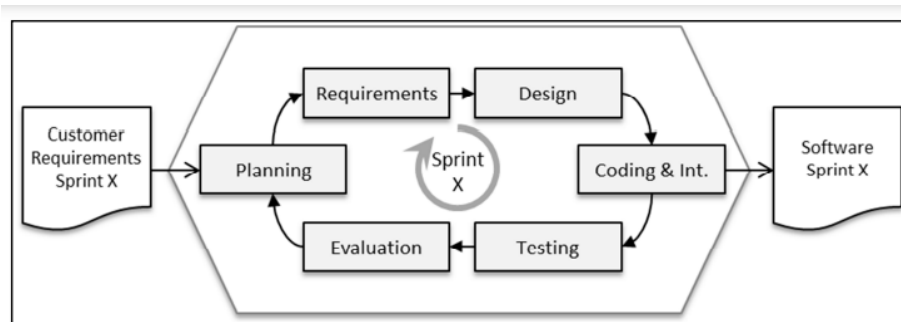 Customer
Requirements
Sprint X
Requirements
Design
Planning
Sprint
X
Coding & Int.
Evaluation
Testing
Software
Sprint X